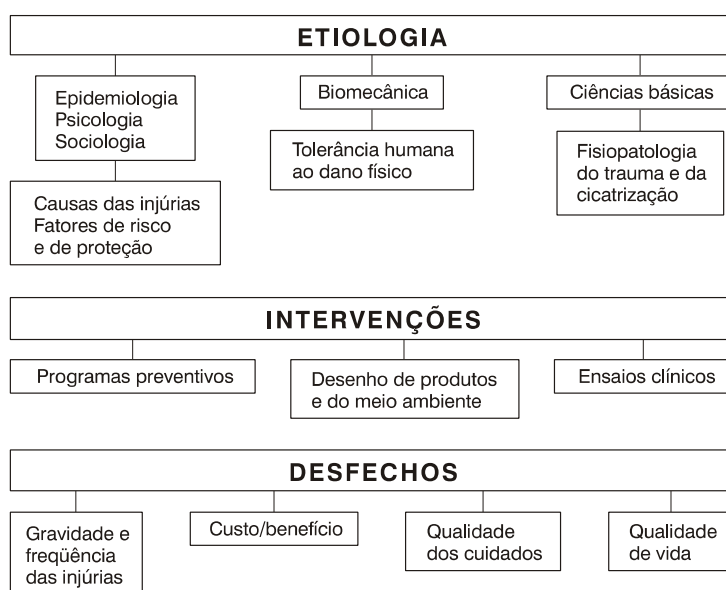 ETIOLOGIA
Epidemiologia
Psicologia
Sociologia
Biomecânica
Ciências básicas
Causas das injúrias
Fatores de risco
e de proteção
Tolerância humana
ao dano físico
Fisiopatologia
do trauma e da
cicatrização
INTERVENÇÕES
Programas preventivos
Desenho de produtos
e do meio ambiente
Ensaios clínicos
DESFECHOS
Gravidade e
freqüência
das injúrias
Custo/benefício
Qualidade
dos cuidados
Qualidade
de vida